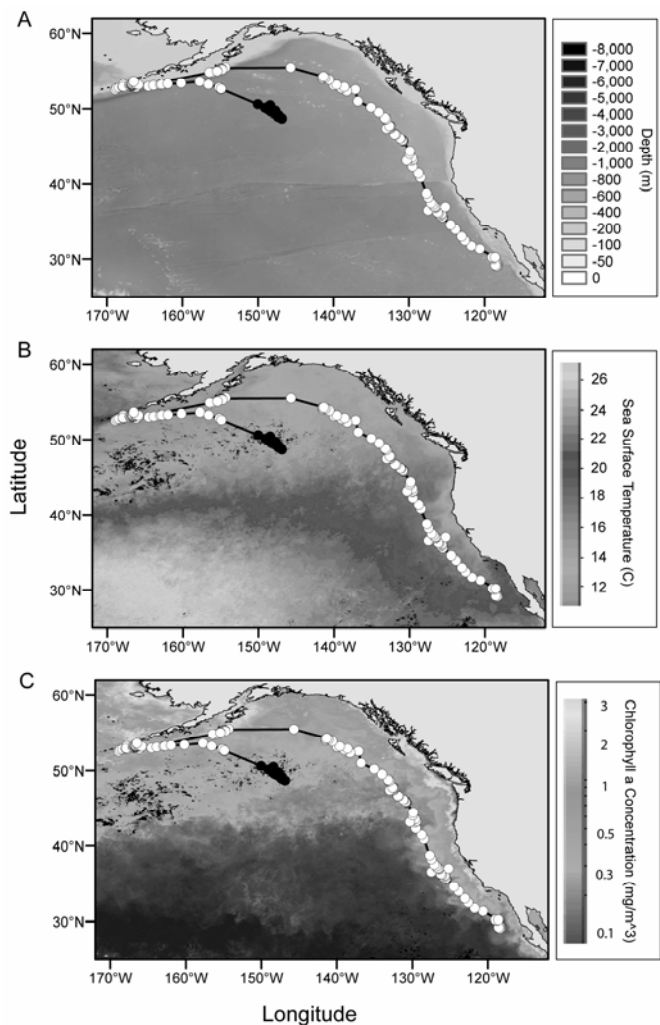 A
60°N
50°N
40°N
30°N
170°W 160°W 150°W 140°W 130°W 120°W
-8,000
-7,000
-6,000
-5,000
-4,000
-3,000
-2,000
-1,000
-800
-600
-400
-200
-100
-50
0
Depth (m)
B
60°N
50°N
40°N
30°N
170°W 160°W 150°W 140°W 130°W 120°W
26
24
22
20
18
16
14
12
Sea Surface Temperature (C)
Latitude
C
60°N
50°N
40°N
30°N
170°W 160°W 150°W 140°W 130°W 120°W
3
2
1
0.5
0.3
0.1
Chlorophyll a Concentration (mg/m^3)
Longitude